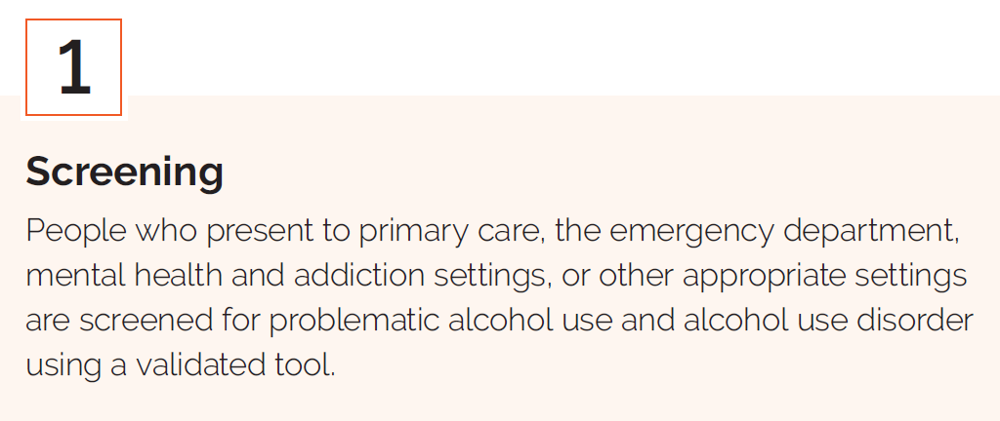 1
Screening
People who present to primary care, the emergency department,
mental health and addiction settings, or other appropriate settings
are screened for problematic alcohol use and alcohol use disorder
using a validated tool.